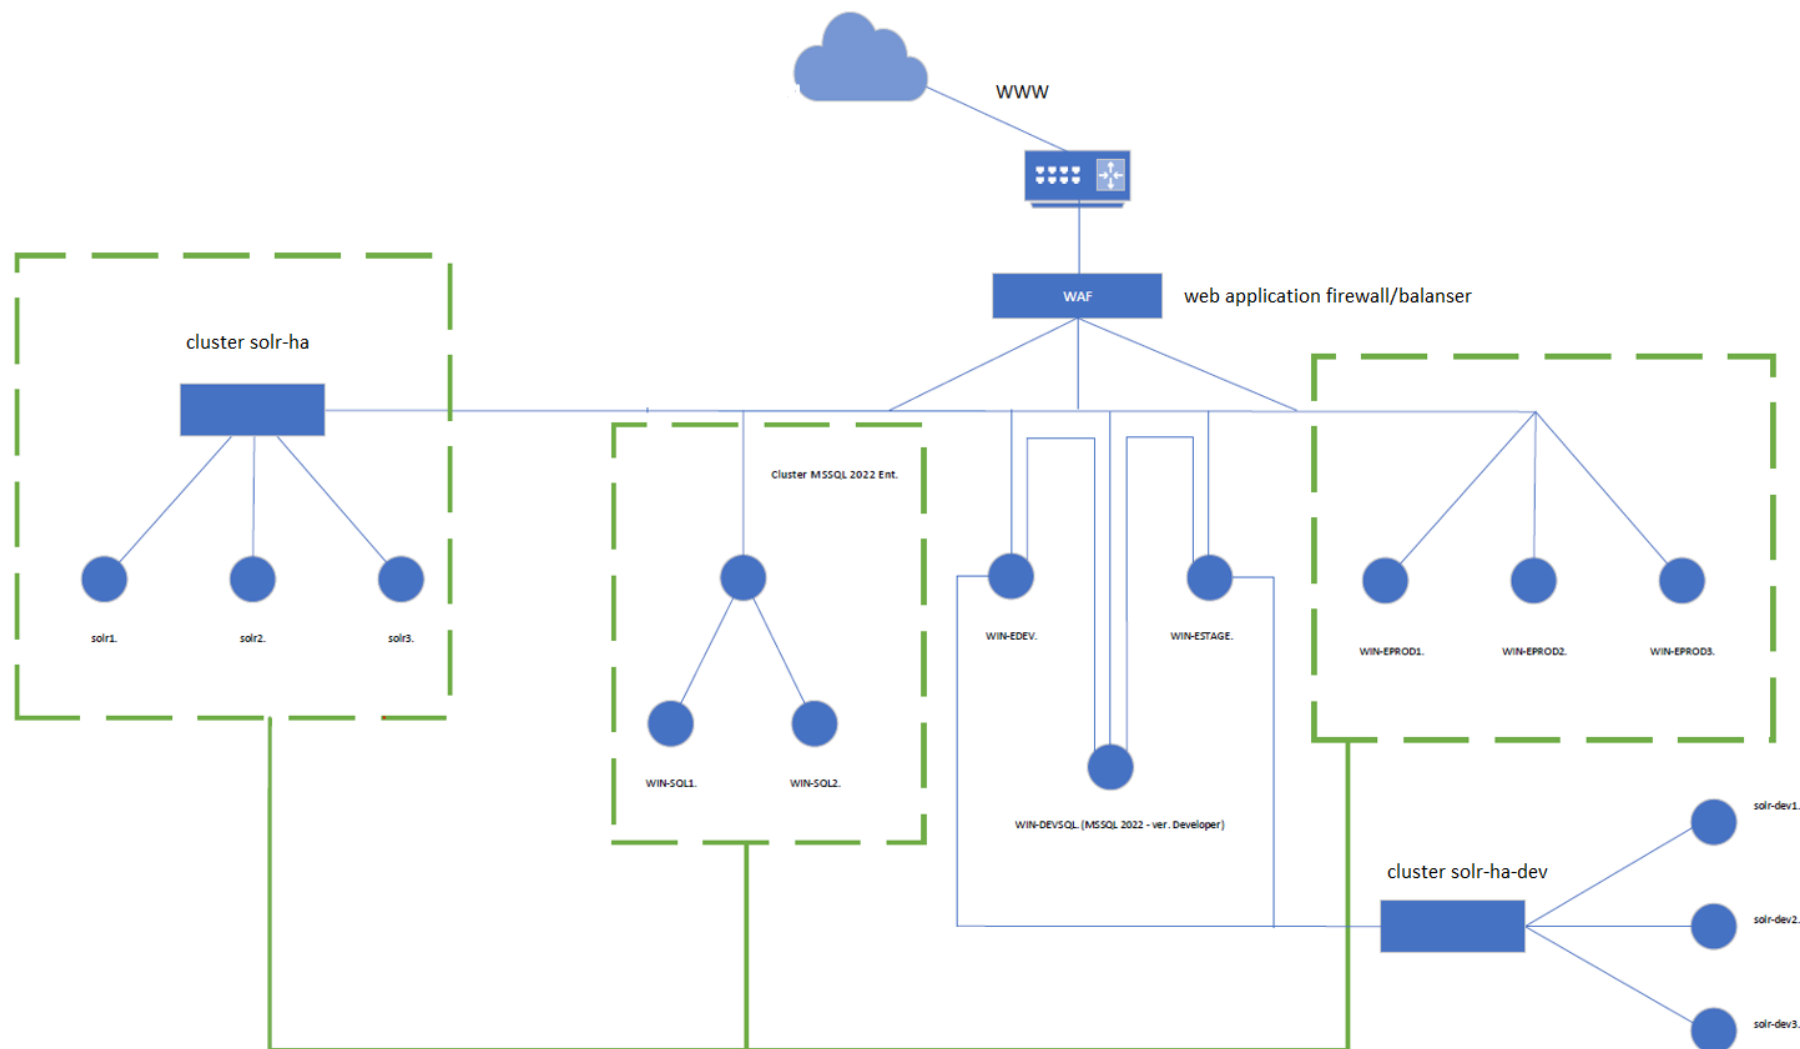 WWW
WAF
web application firewall/balanser
cluster solr-ha
Cluster MSSQL 2022 Ent.
solr1.
solr2.
solr3.
WIN-EDEV.
WIN-ESTAGE.
WIN-EPROD1.
WIN-EPROD2.
WIN-EPROD3.
WIN-SQL1.
WIN-SQL2.
WIN-DEVSQL. (MSSQL 2022 - ver. Developer)
cluster solr-ha-dev
solr-dev1.
solr-dev2.
solr-dev3.